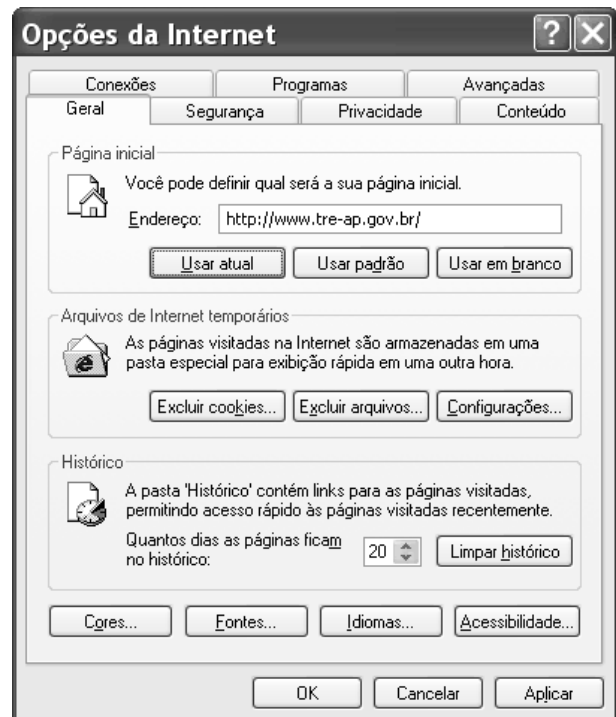 Opções da Internet
Conexões Programas Avançadas
Geral Segurança Privacidade Conteúdo
Página inicial
Você pode definir qual será a sua página inicial.
Endereço: http://www.tre-ap.gov.br/
Usar atual Usar padrão Usar em branco
Arquivos de Internet temporários
As páginas visitadas na Internet são armazenadas em uma
pasta especial para exibição rápida em uma outra hora.
Excluir cookies... Excluir arquivos... Configurações...
Histórico
A pasta 'Histórico' contém links para as páginas visitadas,
permitindo acesso rápido às páginas visitadas recentemente.
Quantos dias as páginas ficam
no histórico: 20 Limpar histórico
Cores... Fontes... Idiomas... Acessibilidade...
OK Cancelar Aplicar